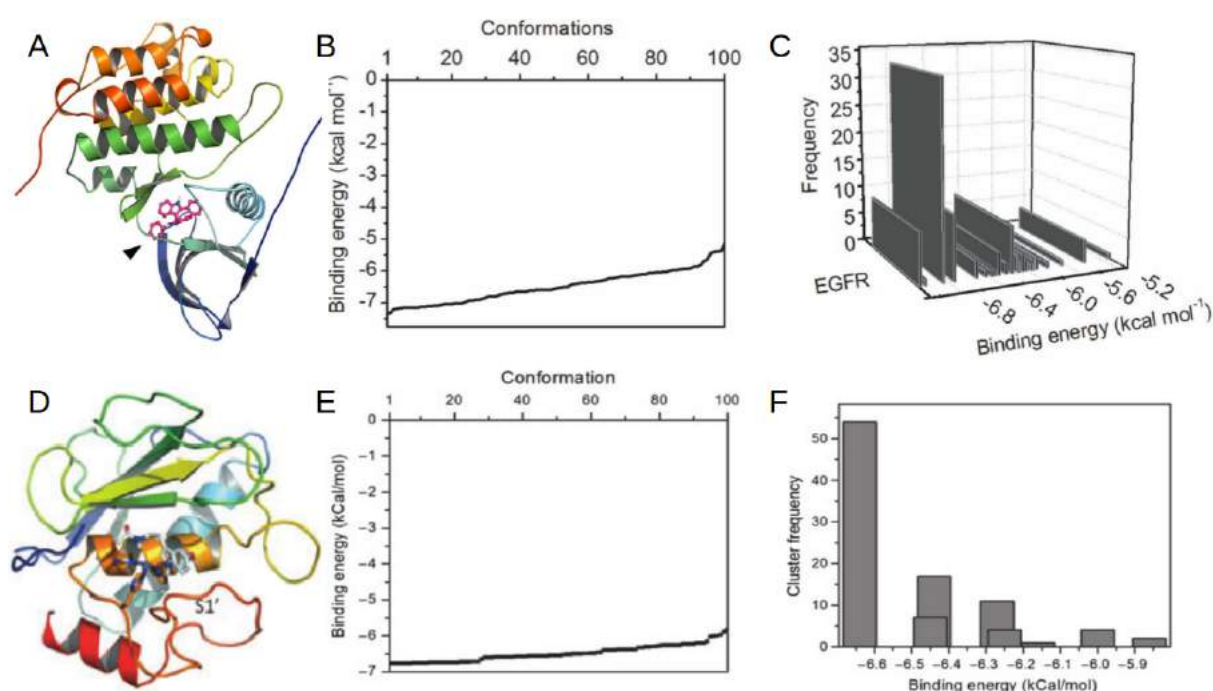 A
B
Conformations
1 20 40 60 80 100
0
-1
-2
-3
-4
-5
-6
-7
Binding energy (kcal mol⁻¹)
C
35
30
25
20
15
10
5
0
Frequency
EGFR
-6.8 -6.4 -6.0 -5.6 -5.2
Binding energy (kcal mol⁻¹)
D
S1'
E
Conformation
1 20 40 60 80 100
0
−1
−2
−3
−4
−5
−6
−7
Binding energy (kCal/mol)
F
50
40
30
20
10
0
Cluster frequency
−6.6 −6.5 −6.4 −6.3 −6.2 −6.1 −6.0 −5.9
Binding energy (kCal/mol)